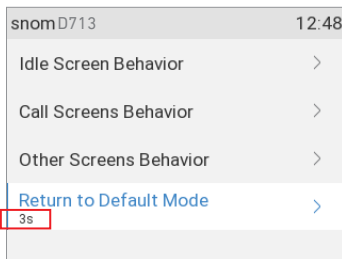 snom D713 12:48
Idle Screen Behavior
Call Screens Behavior
Other Screens Behavior
Return to Default Mode
3s